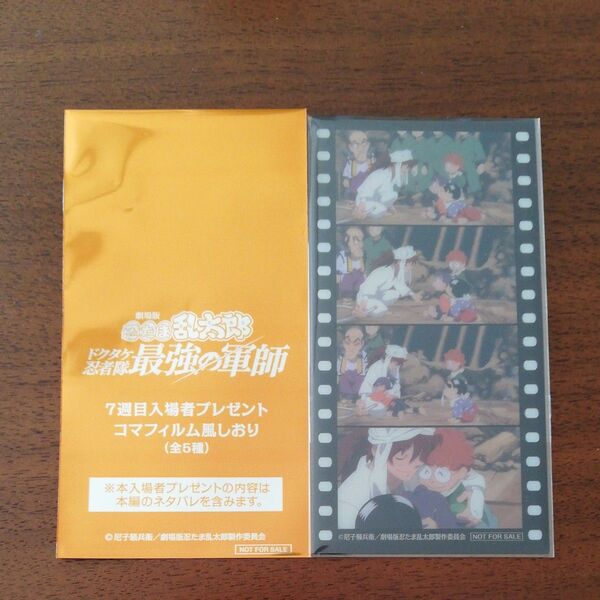 劇場版
忍たま乱太郎
ドクタケ
忍者隊 最強の軍師
7週目入場者プレゼント
コマフィルム風しおり
(全5種)
※本入場者プレゼントの内容は
本編のネタバレを含みます。
©尼子騒兵衛／劇場版忍たま乱太郎製作委員会
NOT FOR SALE
©尼子騒兵衛／劇場版忍たま乱太郎製作委員会 NOT FOR SALE